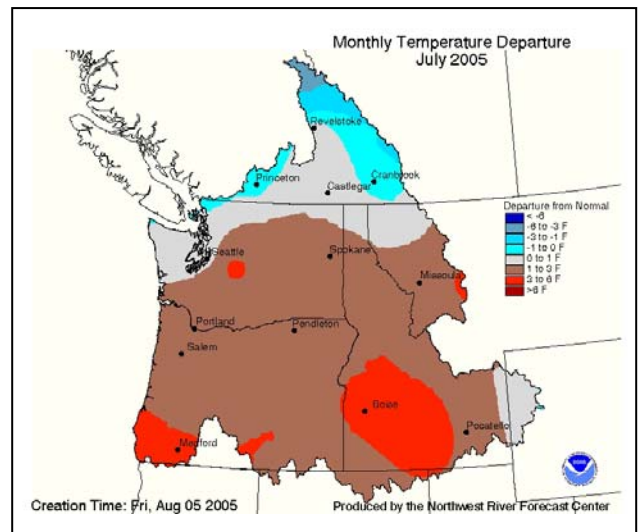 Monthly Temperature Departure
July 2005
Revelstoke
Princeton
Cranbrook
Castlegar
Departure from Normal
< -6
-6 to -3 F
-3 to -1 F
-1 to 0 F
0 to 1 F
1 to 3 F
3 to 6 F
>6 F
Seattle
Spokane
Missoula
Portland
Pendleton
Salem
Boise
Pocatello
Medford
Creation Time: Fri, Aug 05 2005
Produced by the Northwest River Forecast Center